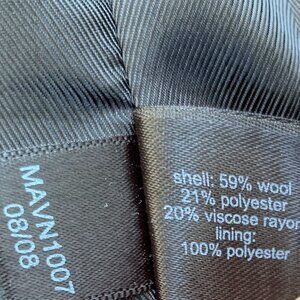 MAVN1007
08/08
shell: 59% wool
21% polyester
20% viscose rayon
lining:
100% polyester